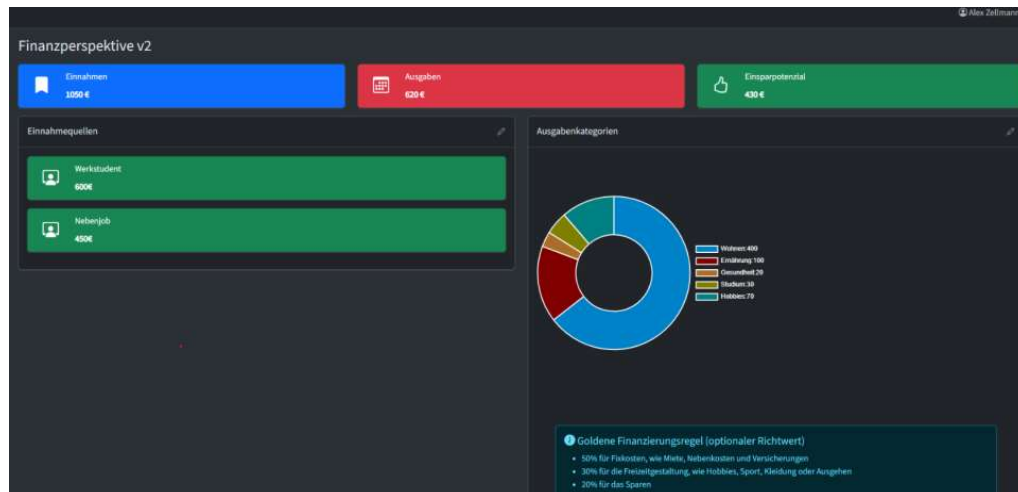 Alex Zellmann
Finanzperspektive v2
Einnahmen
1050 €
Ausgaben
620 €
Einsparpotenzial
430 €
Einnahmequellen
Werkstudent
600€
Nebenjob
450€
Ausgabenkategorien
Wohnen: 400
Ernährung: 100
Gesundheit: 20
Studium: 30
Hobbies: 70
Goldene Finanzierungsregel (optionaler Richtwert)
50% für Fixkosten, wie Miete, Nebenkosten und Versicherungen
30% für die Freizeitgestaltung, wie Hobbies, Sport, Kleidung oder Ausgehen
20% für das Sparen